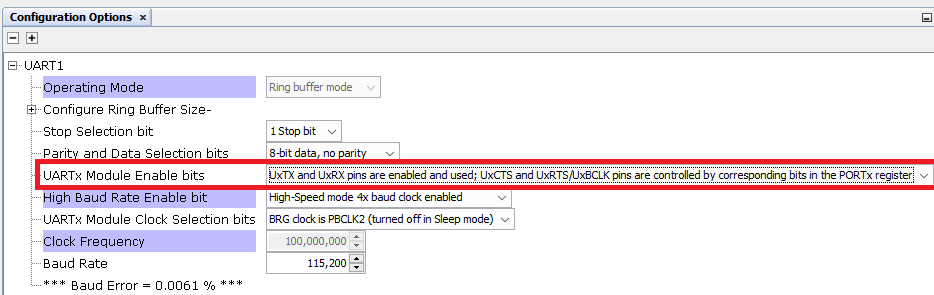 Configuration Options
UART1
Operating Mode Ring buffer mode
Configure Ring Buffer Size-
Stop Selection bit 1 Stop bit
Parity and Data Selection bits 8-bit data, no parity
UARTx Module Enable bits UxTX and UxRX pins are enabled and used; UxCTS and UxRTS/UxBCLK pins are controlled by corresponding bits in the PORTx register
High Baud Rate Enable bit High-Speed mode 4x baud clock enabled
UARTx Module Clock Selection bits BRG clock is PBCLK2 (turned off in Sleep mode)
Clock Frequency 100,000,000
Baud Rate 115,200
*** Baud Error = 0.0061 % ***